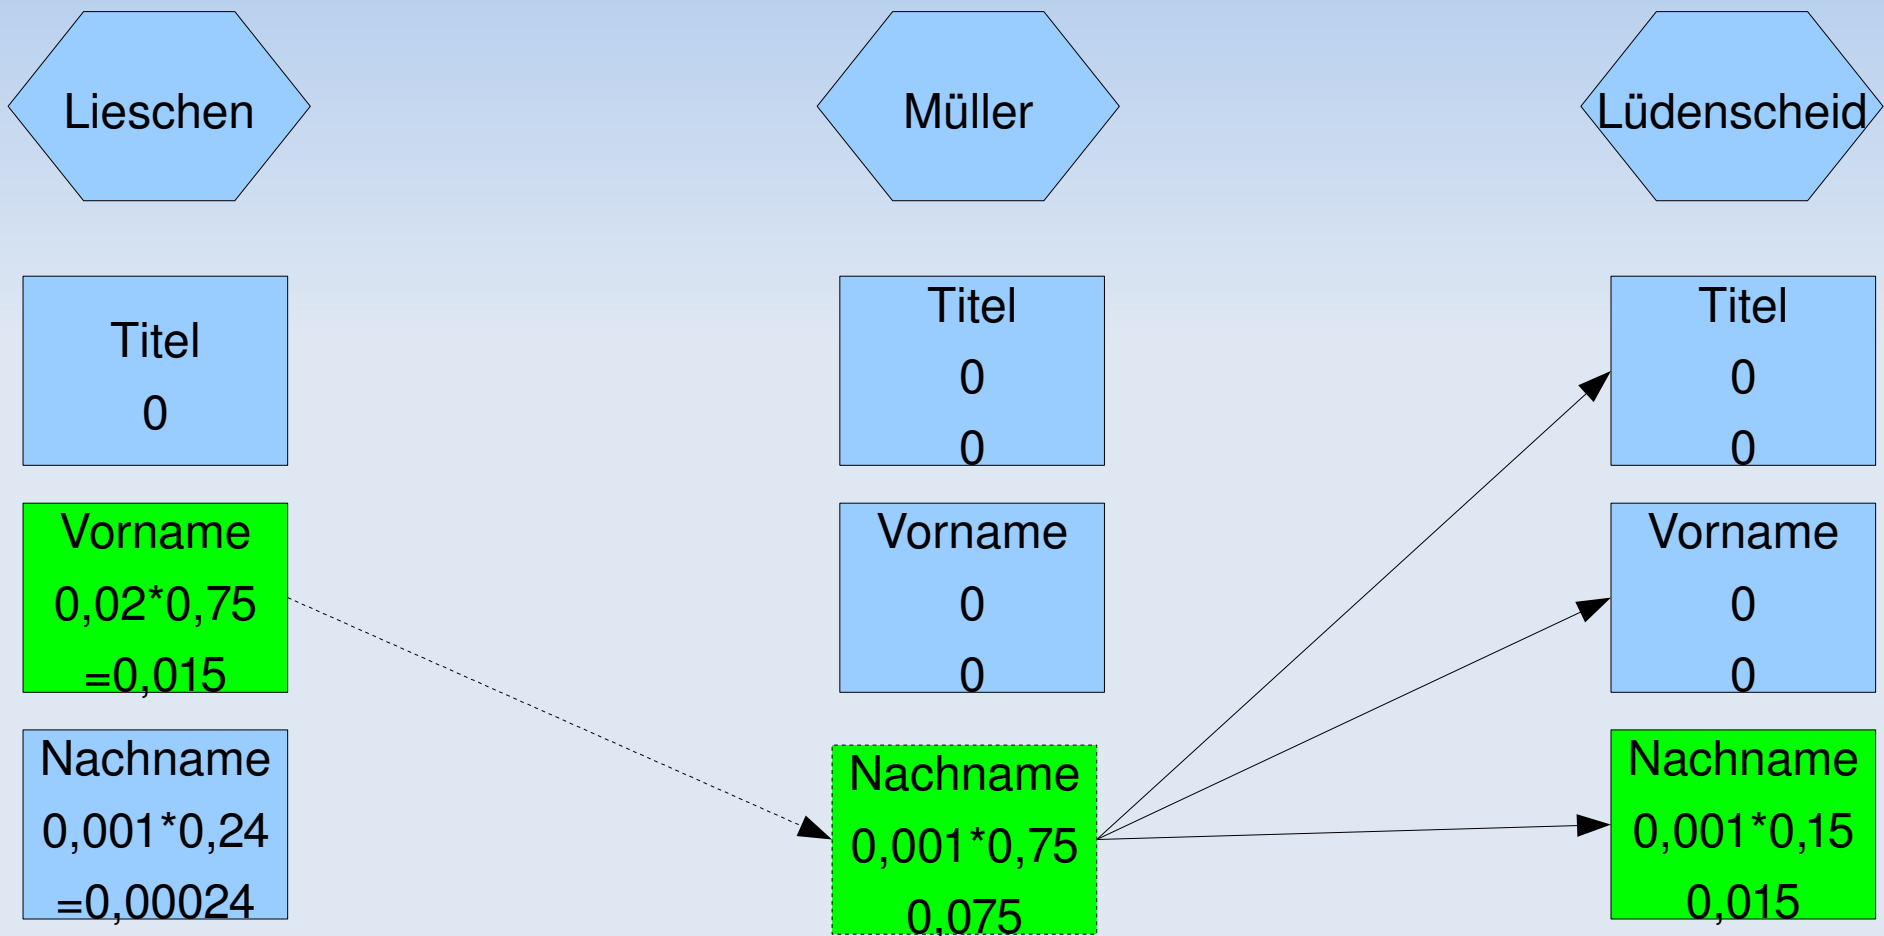 Lieschen
Müller
Lüdenscheid
Titel
0
Titel
0
0
Titel
0
0
Vorname
0,02*0,75
=0,015
Vorname
0
0
Vorname
0
0
Nachname
0,001*0,24
=0,00024
Nachname
0,001*0,75
0,075
Nachname
0,001*0,15
0,015